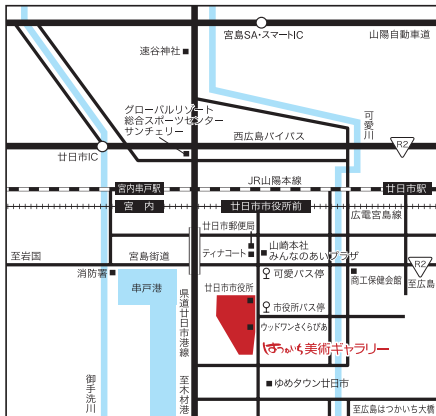 宮島SA・スマートIC
山陽自動車道
速谷神社
グローバルリゾート
総合スポーツセンター
サンチェリー
可愛川
R2
西広島バイパス
廿日市IC
JR山陽本線
宮内串戸駅
廿日市駅
宮内
廿日市市役所前
広電宮島線
廿日市郵便局
山崎本社
みんなのあいプラザ
至岩国
宮島街道
ティナコート
R2
消防署
可愛バス停
商工保健会館
至広島
串戸港
廿日市市役所
市役所バス停
県道廿日市港線
ウッドワンさくらぴあ
はつかいち美術ギャラリー
御手洗川
至木材港
ゆめタウン廿日市
至広島はつかいち大橋